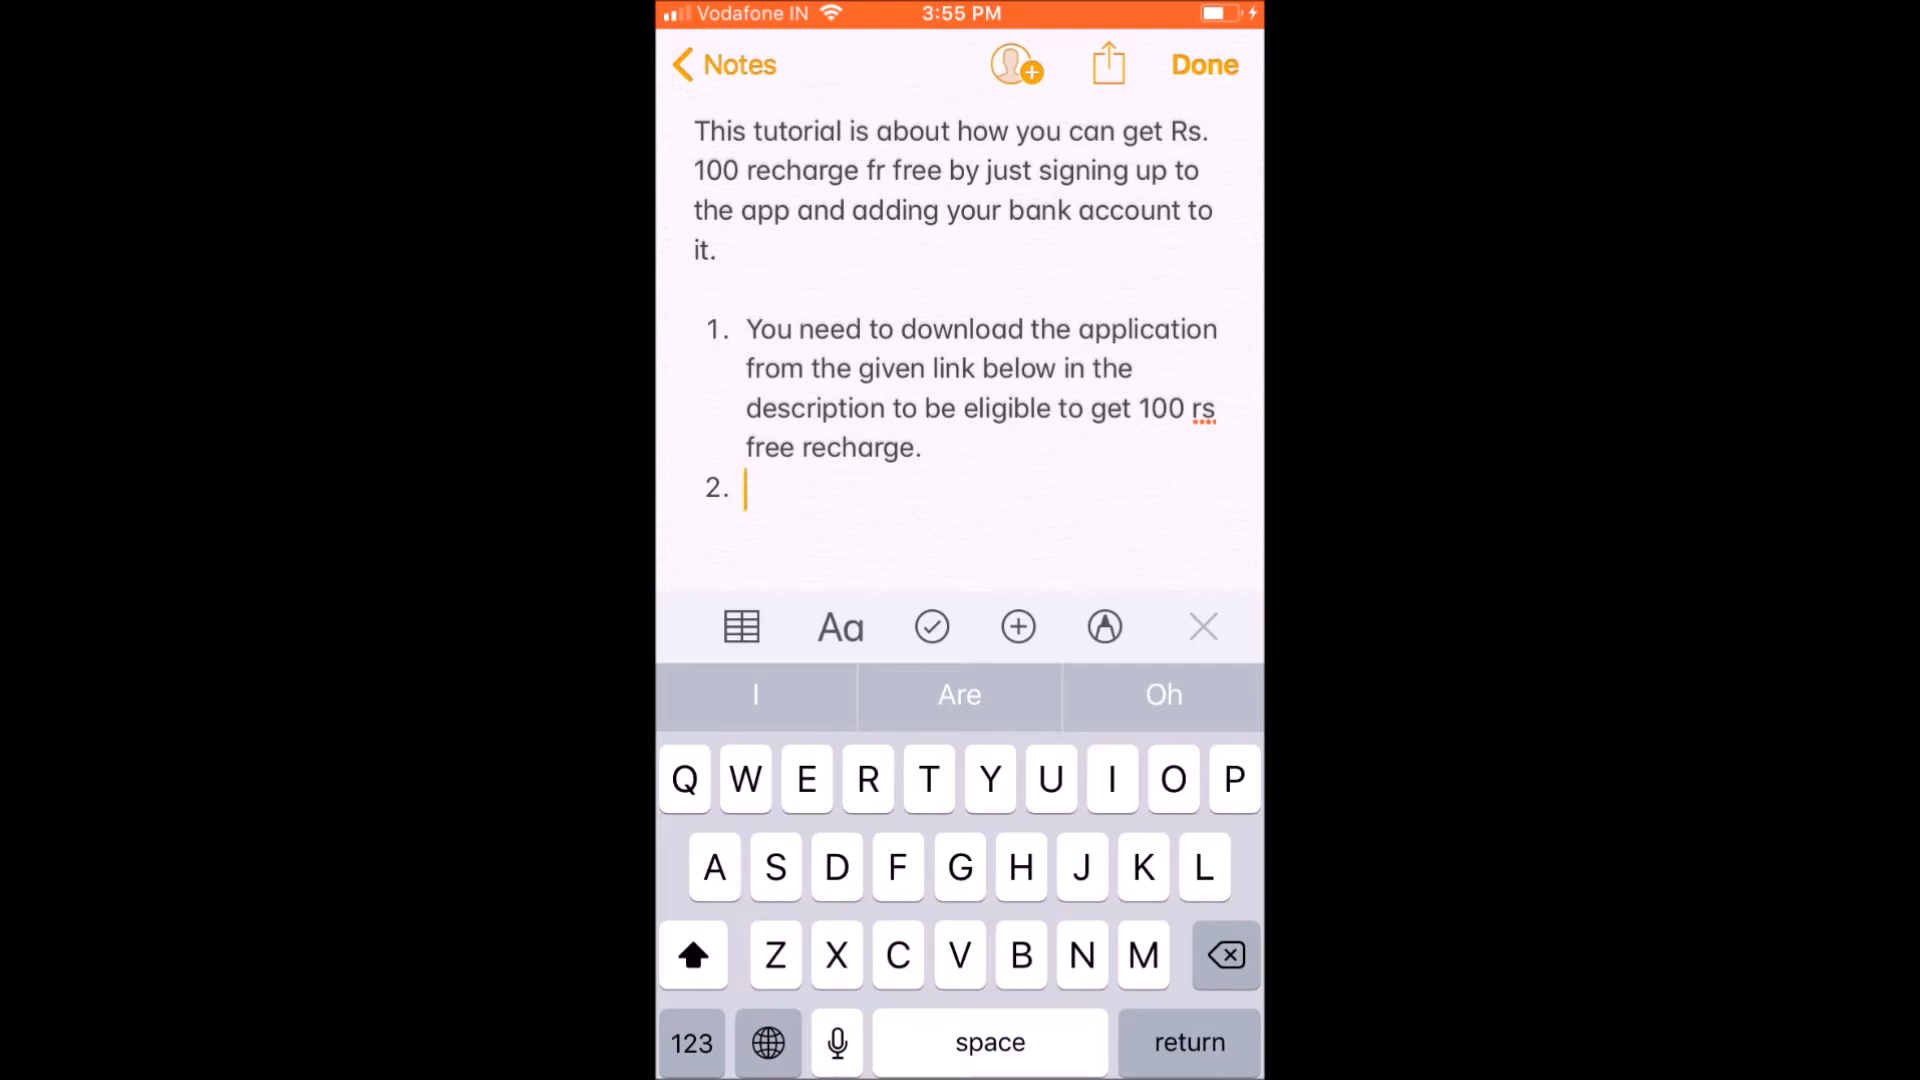 Vodafone IN 3:55 PM
Notes Done
This tutorial is about how you can get Rs.
100 recharge fr free by just signing up to
the app and adding your bank account to
it.
1. You need to download the application
from the given link below in the
description to be eligible to get 100 rs
free recharge.
2.
Aa
I Are Oh
Q W E R T Y U I O P
A S D F G H J K L
Z X C V B N M
123 space return